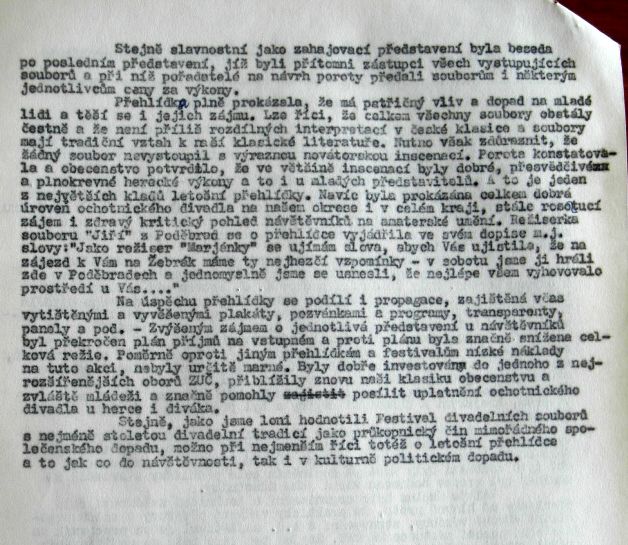 Stejně slavnostní jako zahajovací představení byla beseda
po posledním představení, jíž byli přítomni zástupci všech vystupujících
souborů a při níž pořadatelé na návrh poroty předali souborům i některým
jednotlivcům ceny za výkony.
Přehlídka plně prokázala, že má patřičný vliv a dopad na mladé
lidi a těší se i jejich zájmu. Lze říci, že celkem všechny soubory obstály
čestně a že není příliš rozdílných interpretací v české klasice a soubory
mají tradiční vztah k naší klasické literatuře. Nutno však zdůraznit, že
žádný soubor nevystoupil s výraznou novátorskou inscenací. Porota konstatova-
la a obecenstvo potvrdilo, že ve většině inscenací byly dobré, přesvědčivé
a plnokrevné herecké výkony a to i u mladých představitelů. A to je jeden
z největších kladů letošní přehlídky. Navíc byla prokázána celkem dobrá
úroveň ochotnického divadla na našem okrese i v celém kraji, stále rostoucí
zájem i zdravý kritický pohled návštěvníků na amatérské umění. Režisérka
souboru "Jiří" z Poděbrad se o přehlídce vyjádřila ve svém dopise m.j.
slovy:"Jako režisér "Marjánky" se ujímám slova, abych Vás ujistila, že na
zájezd k Vám na Žebrák máme ty nejhezčí vzpomínky - v sobotu jsme ji hráli
zde v Poděbradech a jednomyslně jsme se usnesli, že nejlépe všem vyhovovalo
prostředí u Vás...."
Na úspěchu přehlídky se podílí i propagace, zajištěná včas
vytištěnými a vyvěšenými plakáty, pozvánkami a programy, transparenty,
panely a pod. - Zvýšeným zájmem o jednotlivá představení u návštěvníků
byl překročen plán příjmů na vstupném a proti plánu byla značně snížena cel-
ková režie. Poměrně oproti jiným přehlídkám a festivalům nízké náklady
na tuto akci, nebyly určitě marné. Byly dobře investovány do jednoho z nej-
rozšířenějších oborů ZUČ, přiblížily znovu naši klasiku obecenstvu a
zvláště mládeži a značně pomohly zajistit posílit uplatnění ochotnického
divadla u herce i diváka.
Stejně, jako jsme loni hodnotili Festival divadelních souborů
s nejméně stoletou divadelní tradicí jako průkopnický čin mimořádného spo-
lečenského dopadu, možno při nejmenším říci totéž o letošní přehlídce
a to jak co do návštěvnosti, tak i v kulturně politickém dopadu.